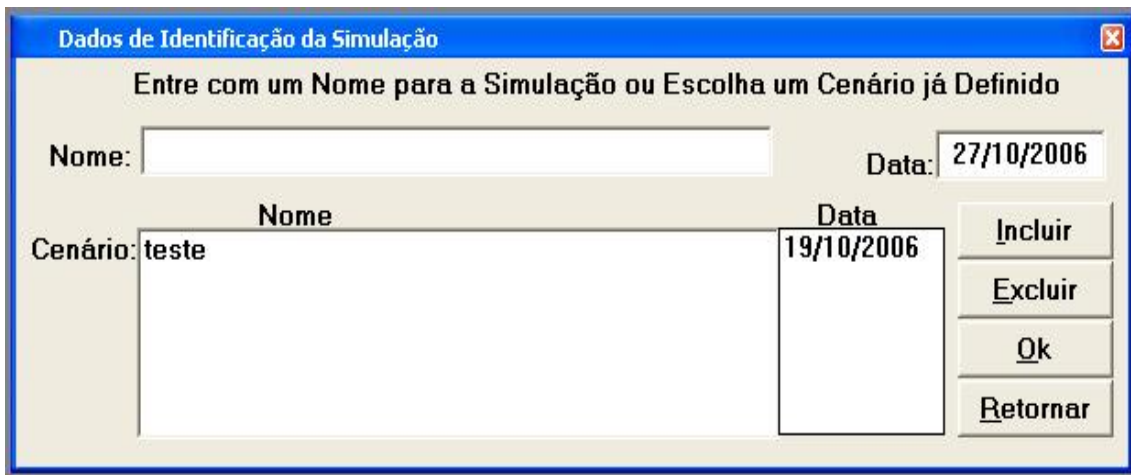 Dados de Identificação da Simulação
Entre com um Nome para a Simulação ou Escolha um Cenário já Definido
Nome:
Data: 27/10/2006
Nome Data
Cenário: teste 19/10/2006
Incluir
Excluir
Ok
Retornar